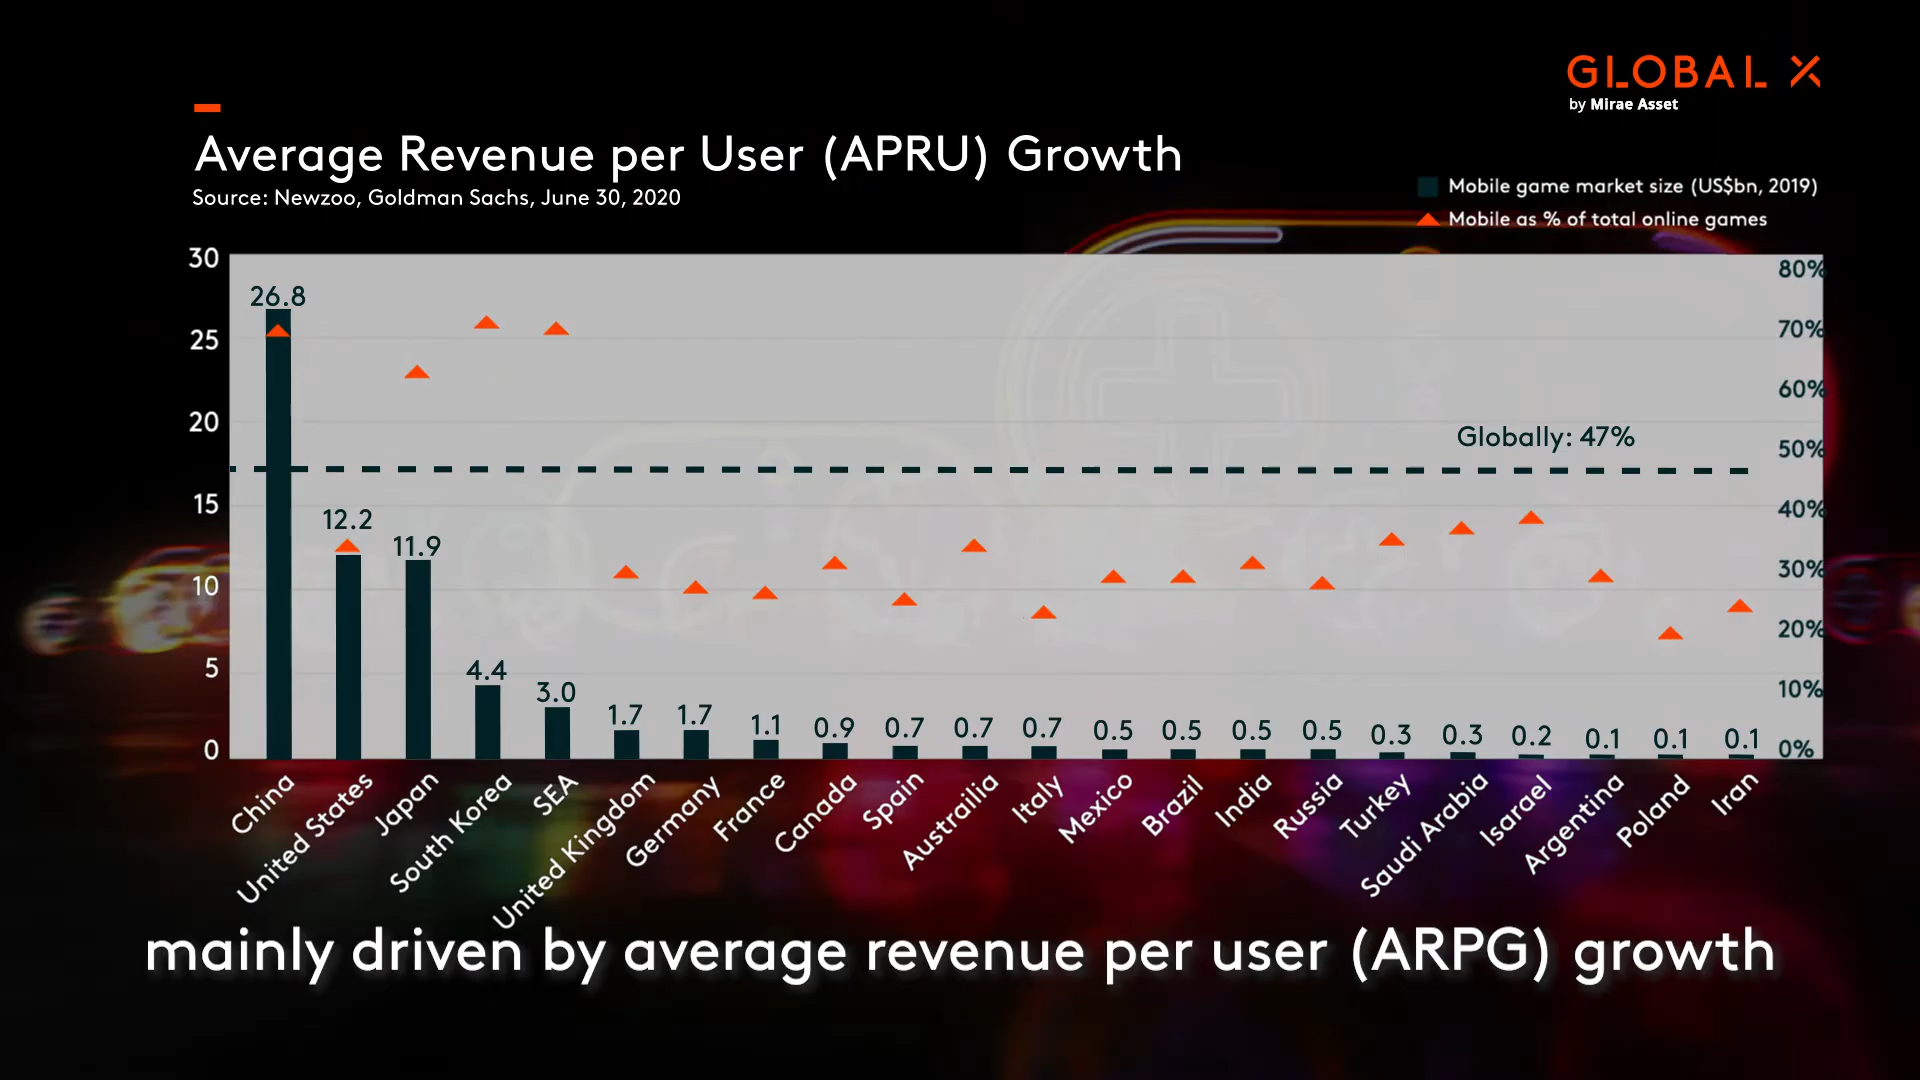 GLOBAL X
by Mirae Asset
Average Revenue per User (APRU) Growth
Source: Newzoo, Goldman Sachs, June 30, 2020
Mobile game market size (US$bn, 2019)
Mobile as % of total online games
30
25
20
15
10
5
0
80%
70%
60%
50%
40%
30%
20%
10%
0%
Globally: 47%
26.8
12.2
11.9
4.4
3.0
1.7
1.7
1.1
0.9
0.7
0.7
0.7
0.5
0.5
0.5
0.5
0.3
0.3
0.2
0.1
0.1
0.1
China
United States
Japan
South Korea
SEA
United Kingdom
Germany
France
Canada
Spain
Austrailia
Italy
Mexico
Brazil
India
Russia
Turkey
Saudi Arabia
Isarael
Argentina
Poland
Iran
mainly driven by average revenue per user (ARPG) growth